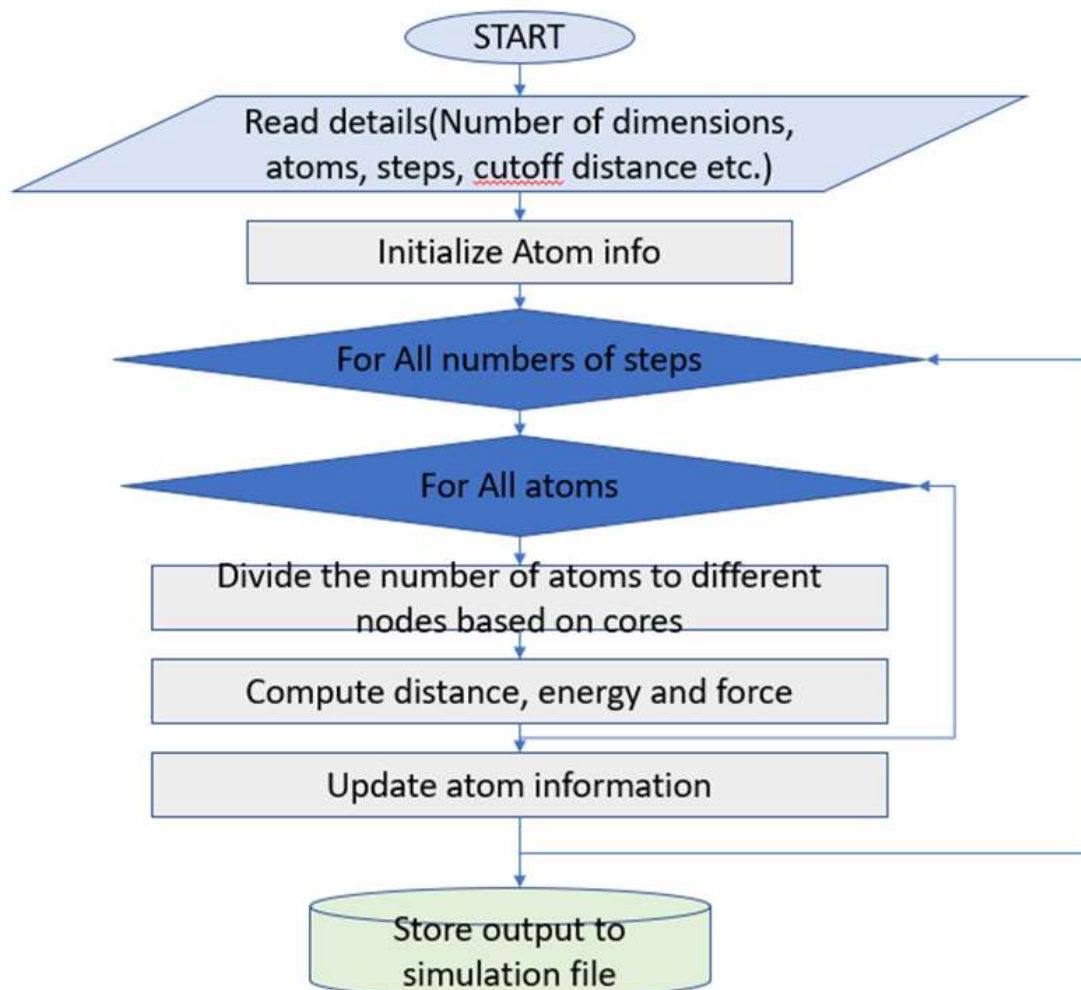 START
Read details(Number of dimensions,
atoms, steps, cutoff distance etc.)
Initialize Atom info
For All numbers of steps
For All atoms
Divide the number of atoms to different
nodes based on cores
Compute distance, energy and force
Update atom information
Store output to
simulation file